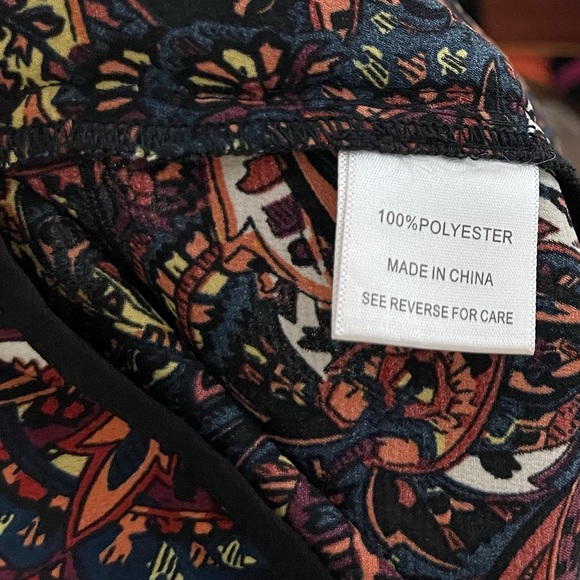 100%POLYESTER
MADE IN CHINA
SEE REVERSE FOR CARE